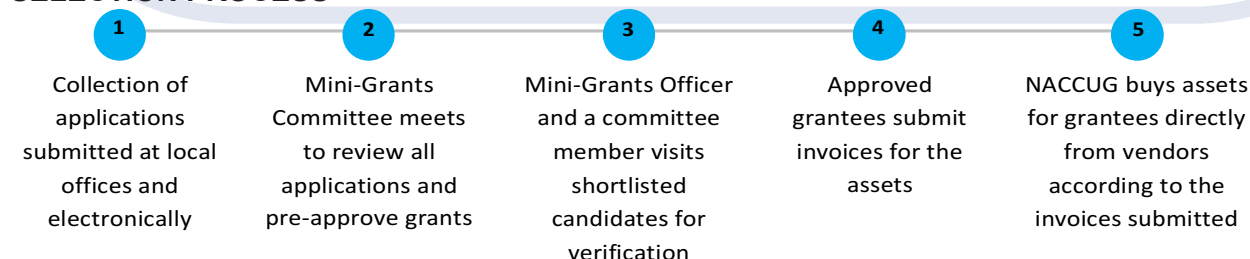 1
Collection of
applications
submitted at local
offices and
electronically
2
Mini-Grants
Committee meets
to review all
applications and
pre-approve grants
3
Mini-Grants Officer
and a committee
member visits
shortlisted
candidates for
verification
4
Approved
grantees submit
invoices for the
assets
5
NACCUG buys assets
for grantees directly
from vendors
according to the
invoices submitted